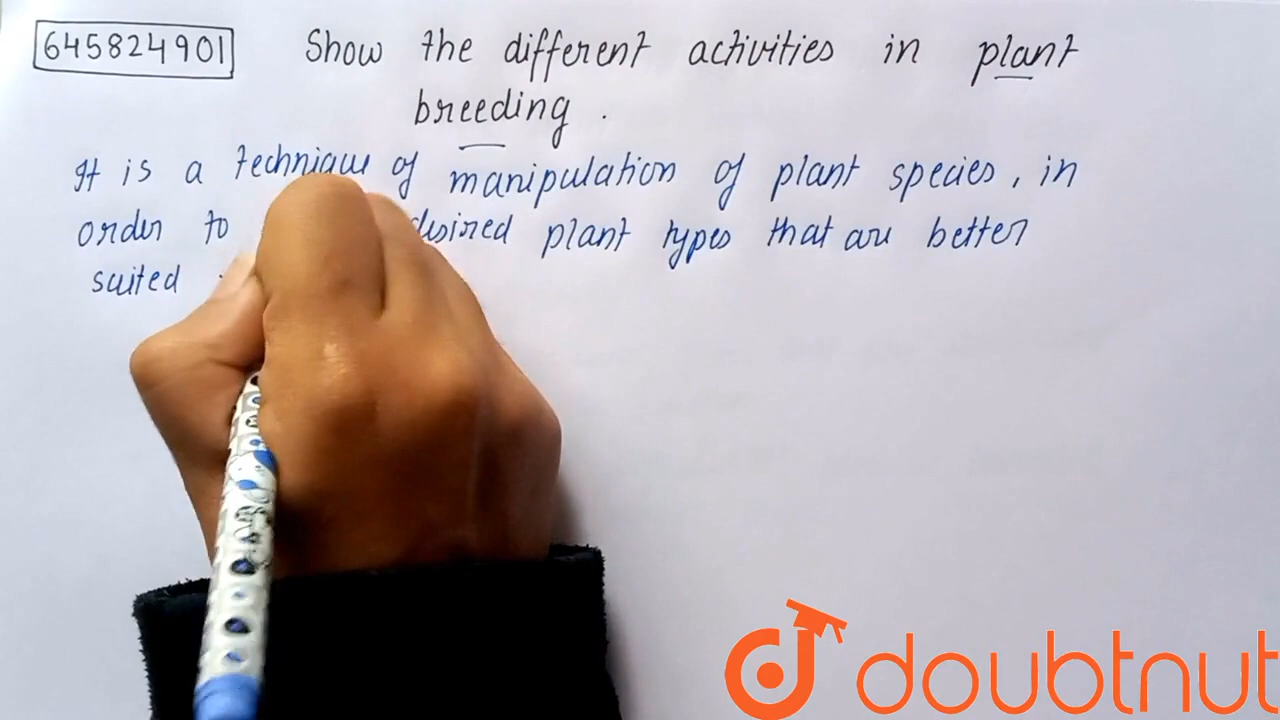 645824901 Show the different activities in plant
breeding .
It is a technique of manipulation of plant species, in
order to desired plant types that are better
suited
doubtnut